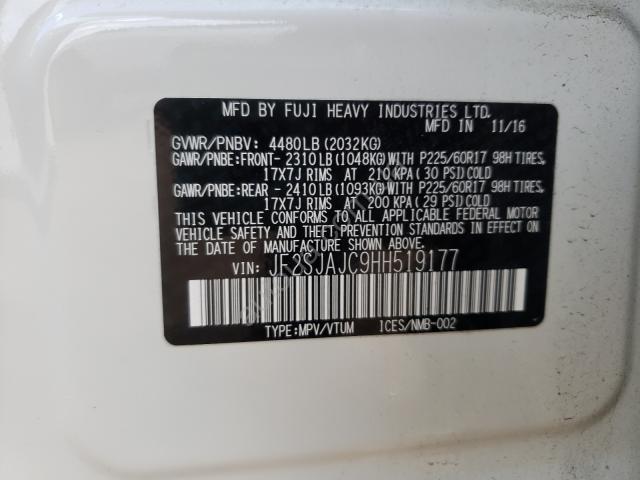 MFD BY FUJI HEAVY INDUSTRIES LTD.
MFD IN 11/16
GVWR/PNBV: 4480LB(2032KG)
GAWR/PNBE:FRONT- 2310LB(1048KG)WITH P225/60R17 98H TIRES,
17X7J RIMS AT 210 KPA(30 PSI)COLD
GAWR/PNBE:REAR - 2410LB(1093KG)WITH P225/60R17 98H TIRES,
17X7J RIMS AT 200 KPA(29 PSI)COLD
THIS VEHICLE CONFORMS TO ALL APPLICABLE FEDERAL MOTOR
VEHICLE SAFETY AND THEFT PREVENTION STANDARDS IN EFFECT ON
THE DATE OF MANUFACTURE SHOWN ABOVE.
VIN: JF2SJAJC9HH519177
TYPE:MPV/VTUM ICES/NMB-002